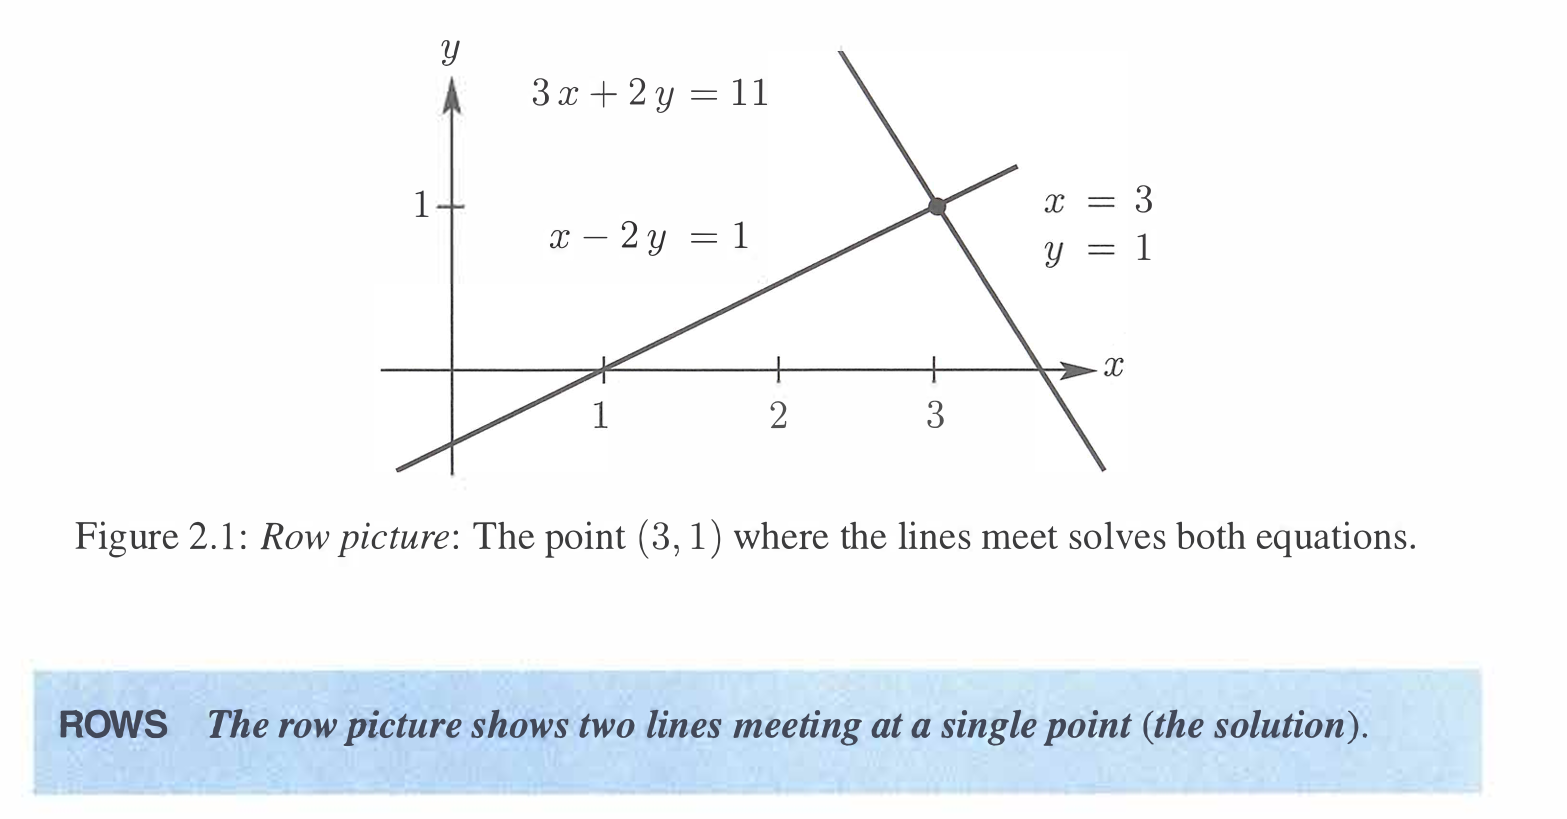 y
3x + 2y = 11
1
x − 2y = 1
x = 3
y = 1
x
1 2 3
Figure 2.1: Row picture: The point (3, 1) where the lines meet solves both equations.
ROWS The row picture shows two lines meeting at a single point (the solution).